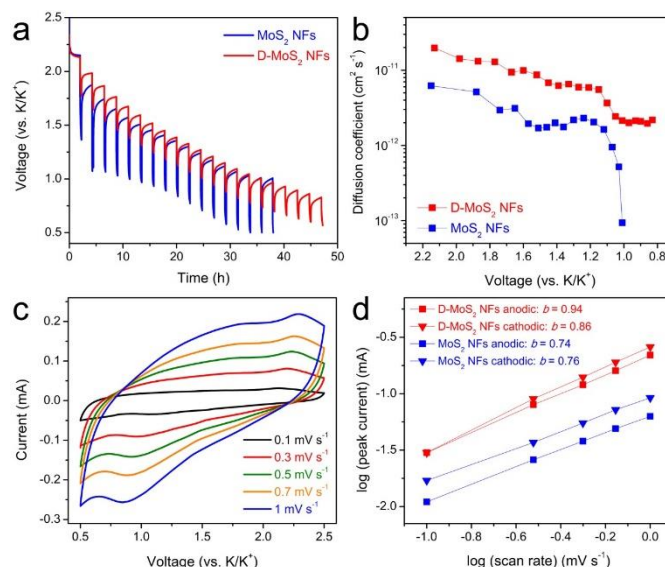 a
2.5
2.0
1.5
1.0
0.5
Voltage (vs. K/K⁺)
MoS₂ NFs
D-MoS₂ NFs
0 10 20 30 40 50
Time (h)
b
10⁻¹¹
10⁻¹²
10⁻¹³
Diffusion coefficient (cm² s⁻¹)
D-MoS₂ NFs
MoS₂ NFs
2.2 2.0 1.8 1.6 1.4 1.2 1.0 0.8
Voltage (vs. K/K⁺)
c
0.2
0.1
0.0
-0.1
-0.2
-0.3
Current (mA)
0.1 mV s⁻¹
0.3 mV s⁻¹
0.5 mV s⁻¹
0.7 mV s⁻¹
1 mV s⁻¹
0.5 1.0 1.5 2.0 2.5
Voltage (vs. K/K⁺)
d
D-MoS₂ NFs anodic: b = 0.94
D-MoS₂ NFs cathodic: b = 0.86
MoS₂ NFs anodic: b = 0.74
MoS₂ NFs cathodic: b = 0.76
-0.5
-1.0
-1.5
-2.0
log (peak current) (mA)
-1.0 -0.8 -0.6 -0.4 -0.2 0.0
log (scan rate) (mV s⁻¹)